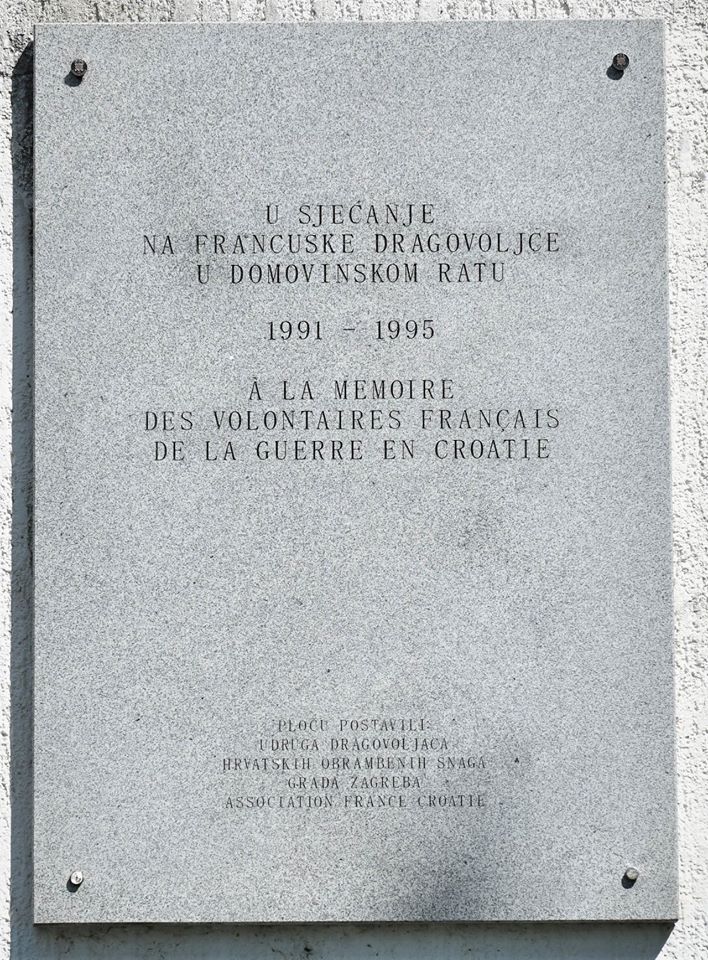 U SJEĆANJE
NA FRANCUSKE DRAGOVOLJCE
U DOMOVINSKOM RATU
1991 - 1995
À LA MEMOIRE
DES VOLONTAIRES FRANÇAIS
DE LA GUERRE EN CROATIE
PLOČU POSTAVILI:
UDRUGA DRAGOVOLJACA
HRVATSKIH OBRAMBENIH SNAGA
GRADA ZAGREBA
ASSOCIATION FRANCE CROATIE